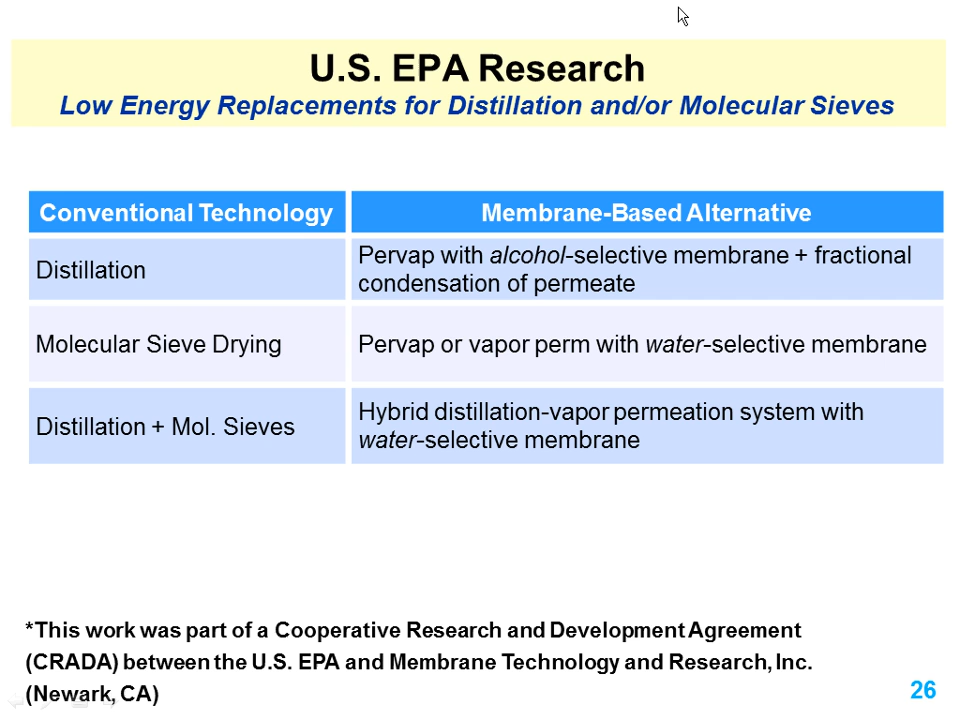 U.S. EPA Research
Low Energy Replacements for Distillation and/or Molecular Sieves
Conventional Technology
Membrane-Based Alternative
Distillation
Pervap with alcohol-selective membrane + fractional
condensation of permeate
Molecular Sieve Drying
Pervap or vapor perm with water-selective membrane
Distillation + Mol. Sieves
Hybrid distillation-vapor permeation system with
water-selective membrane
*This work was part of a Cooperative Research and Development Agreement
(CRADA) between the U.S. EPA and Membrane Technology and Research, Inc.
(Newark, CA)
26